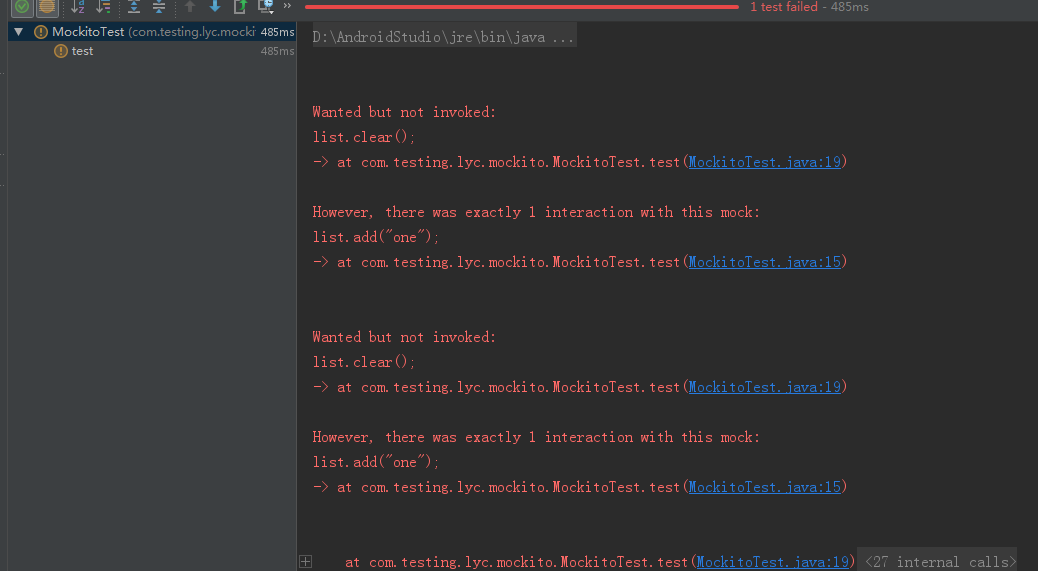 1 test failed - 485ms
MockitoTest (com.testing.lyc.mocki 485ms
test 485ms
D:\AndroidStudio\jre\bin\java ...
Wanted but not invoked:
list.clear();
-> at com.testing.lyc.mockito.MockitoTest.test(MockitoTest.java:19)
However, there was exactly 1 interaction with this mock:
list.add("one");
-> at com.testing.lyc.mockito.MockitoTest.test(MockitoTest.java:15)
Wanted but not invoked:
list.clear();
-> at com.testing.lyc.mockito.MockitoTest.test(MockitoTest.java:19)
However, there was exactly 1 interaction with this mock:
list.add("one");
-> at com.testing.lyc.mockito.MockitoTest.test(MockitoTest.java:15)
at com.testing.lyc.mockito.MockitoTest.test(MockitoTest.java:19) <27 internal calls>